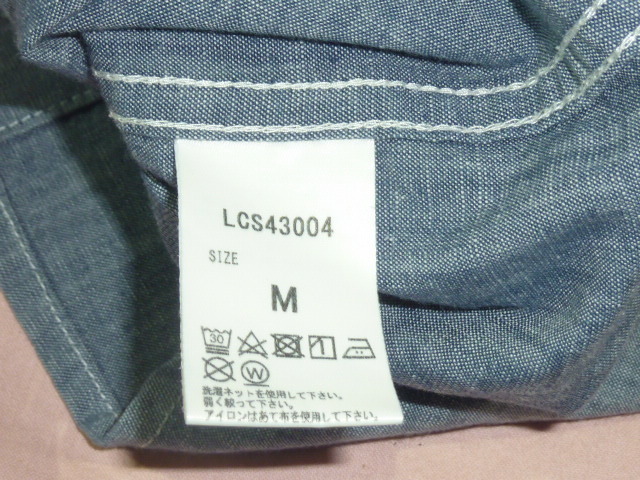 LCS43004
SIZE
M
30
W
洗濯ネットを使用して下さい。
弱く絞って下さい。
アイロンはあて布を使用して下さい。